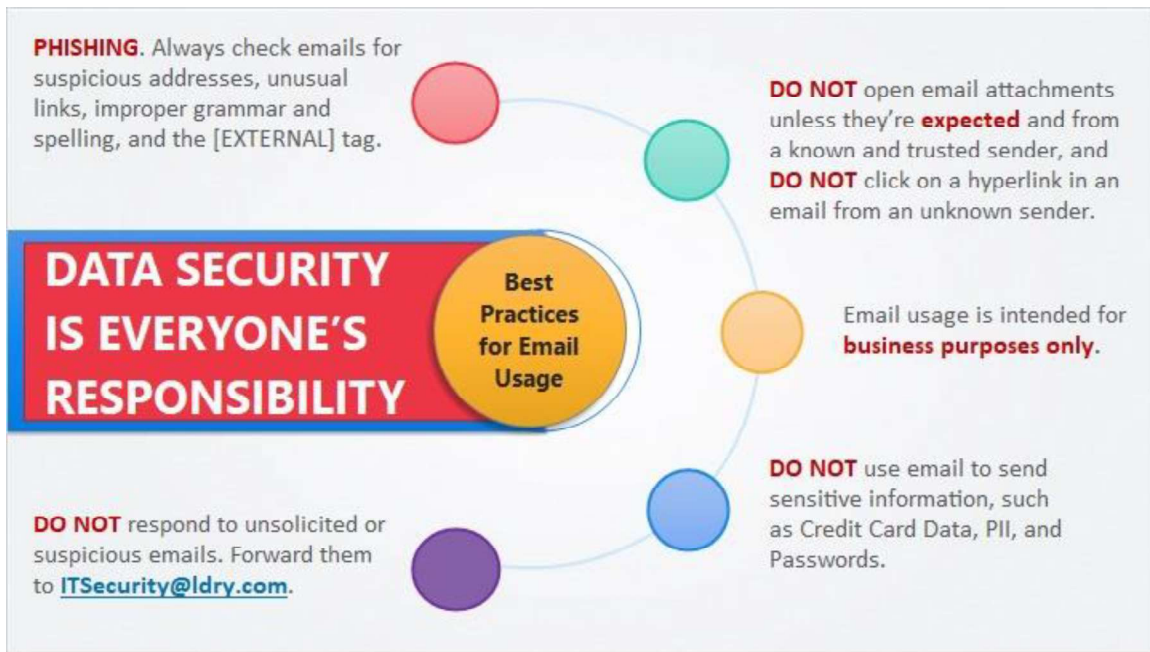 PHISHING. Always check emails for
suspicious addresses, unusual
links, improper grammar and
spelling, and the [EXTERNAL] tag.
DO NOT open email attachments
unless they're expected and from
a known and trusted sender, and
DO NOT click on a hyperlink in an
email from an unknown sender.
DATA SECURITY
IS EVERYONE'S
RESPONSIBILITY
Best
Practices
for Email
Usage
Email usage is intended for
business purposes only.
DO NOT use email to send
sensitive information, such
as Credit Card Data, PII, and
Passwords.
DO NOT respond to unsolicited or
suspicious emails. Forward them
to ITSecurity@ldry.com.